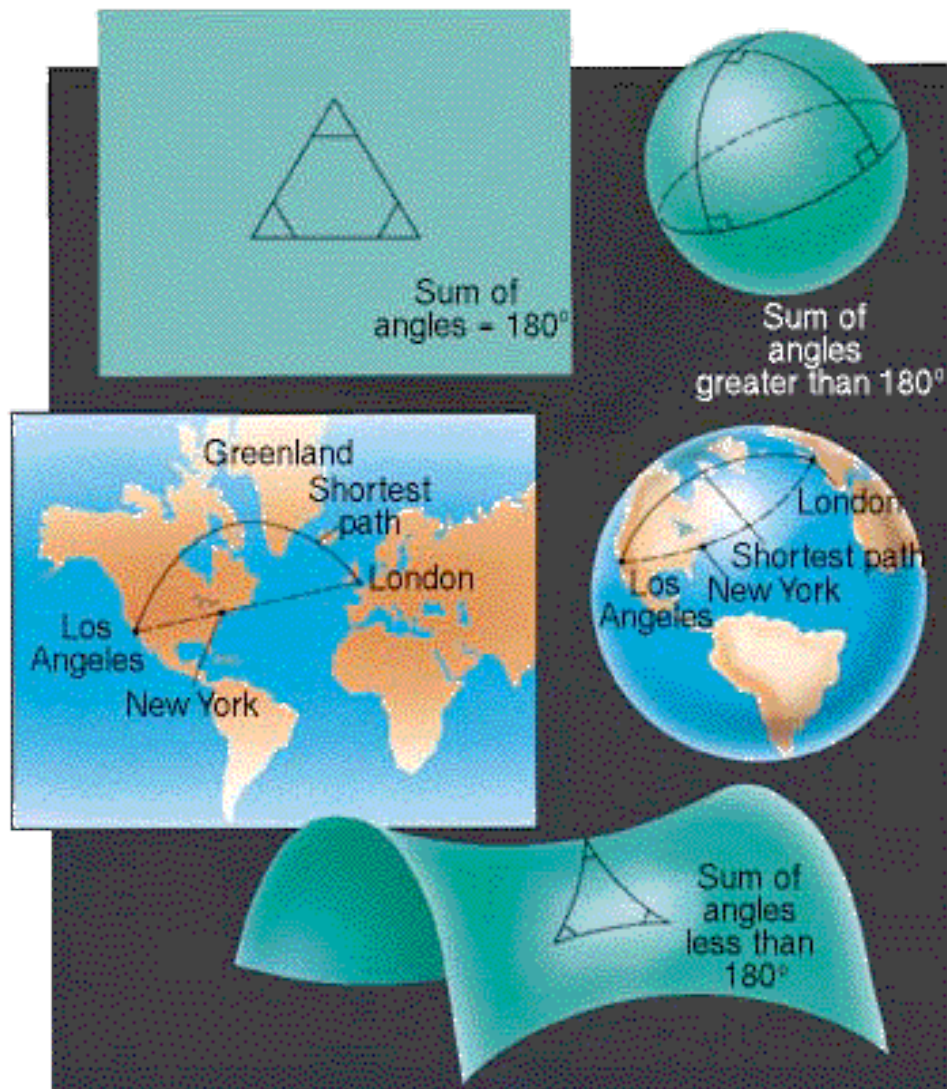 Sum of
angles = 180°
Sum of
angles
greater than 180°
Greenland
Shortest
path
London
Los
Angeles
New York
London
Shortest path
Los
Angeles
New York
Sum of
angles
less than
180°